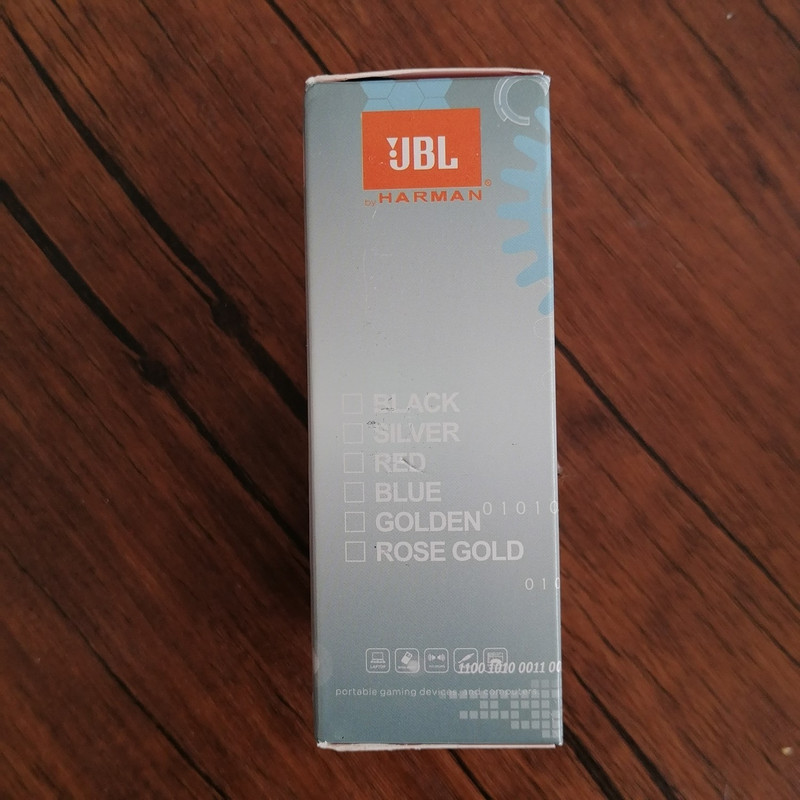 JBL
by HARMAN®
BLACK
SILVER
RED
BLUE
GOLDEN
01010
ROSE GOLD
010
LAPTOP
1100 1010 0011 00
portable gaming devices and computers